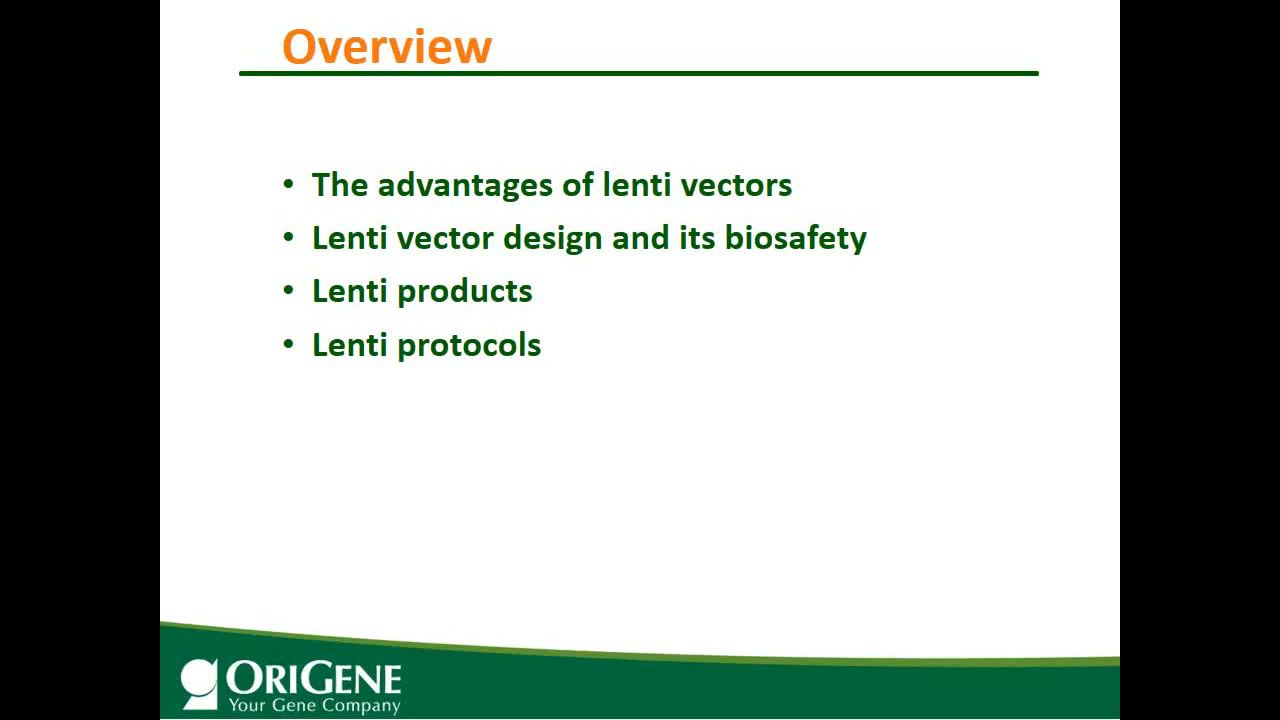 Overview
• The advantages of lenti vectors
• Lenti vector design and its biosafety
• Lenti products
• Lenti protocols
ORIGENE
Your Gene Company